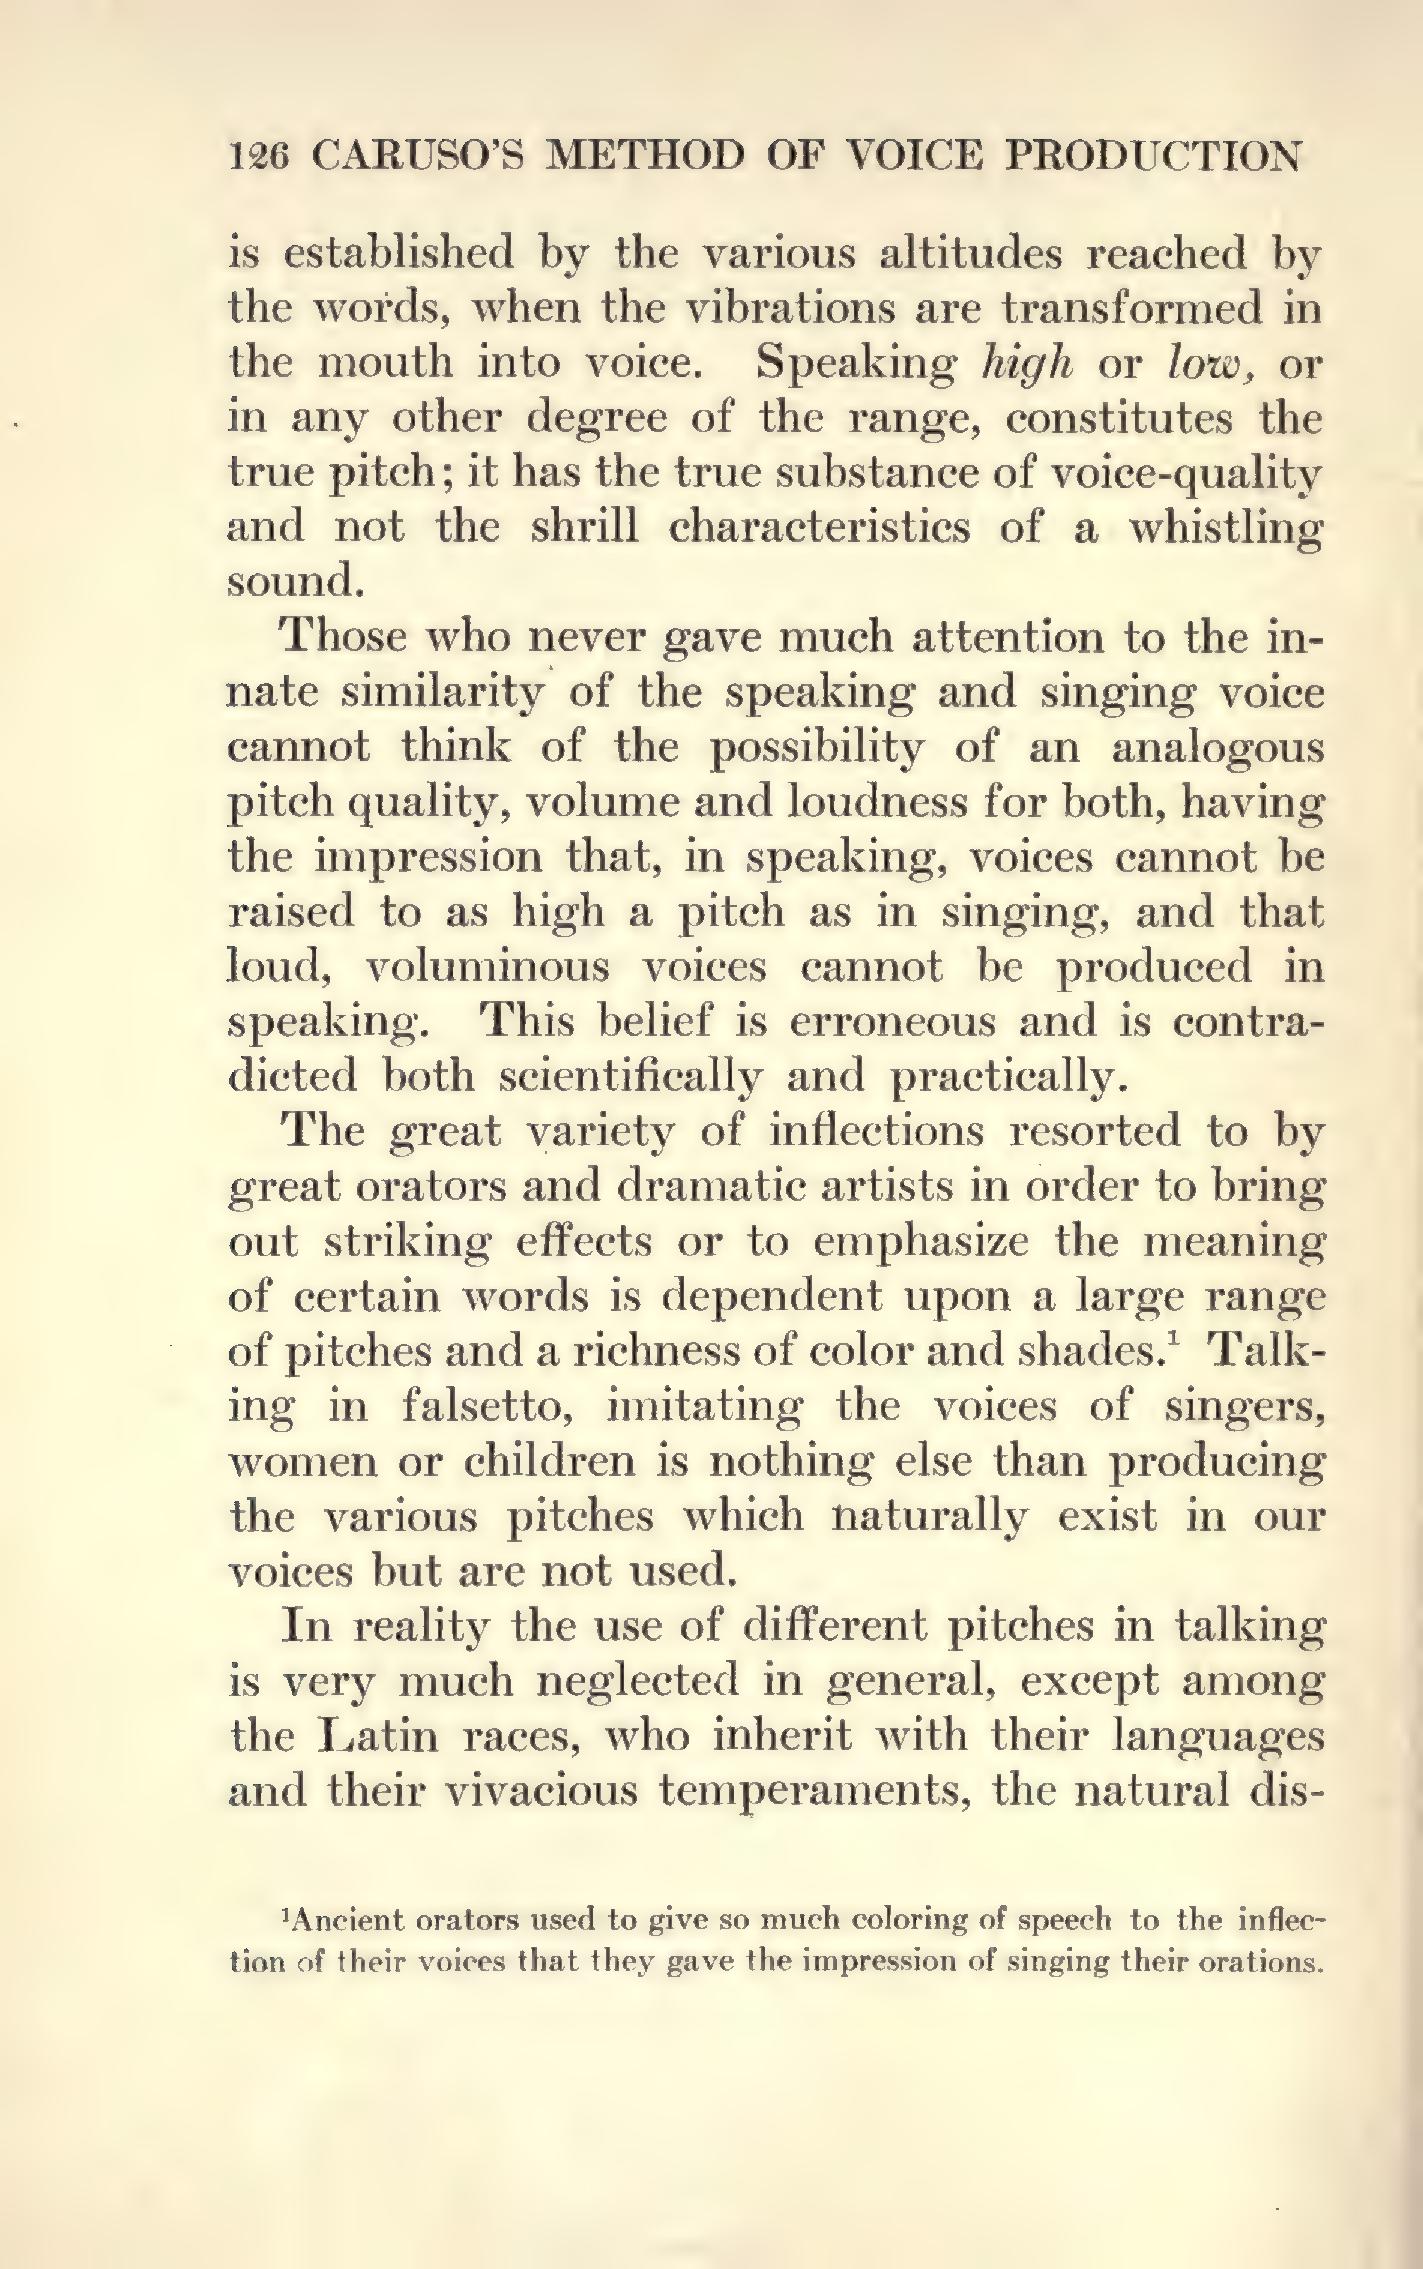 126 CARUSO'S METHOD OF VOICE PRODUCTION
is established by the various altitudes reached by
the words, when the vibrations are transformed in
the mouth into voice. Speaking high or low, or
in any other degree of the range, constitutes the
true pitch; it has the true substance of voice-quality
and not the shrill characteristics of a whistling
sound.
Those who never gave much attention to the in-
nate similarity of the speaking and singing voice
cannot think of the possibility of an analogous
pitch quality, volume and loudness for both, having
the impression that, in speaking, voices cannot be
raised to as high a pitch as in singing, and that
loud, voluminous voices cannot be produced in
speaking. This belief is erroneous and is contra-
dicted both scientifically and practically.
The great variety of inflections resorted to by
great orators and dramatic artists in order to bring
out striking effects or to emphasize the meaning
of certain words is dependent upon a large range
of pitches and a richness of color and shades.¹ Talk-
ing in falsetto, imitating the voices of singers,
women or children is nothing else than producing
the various pitches which naturally exist in our
voices but are not used.
In reality the use of different pitches in talking
is very much neglected in general, except among
the Latin races, who inherit with their languages
and their vivacious temperaments, the natural dis-
¹Ancient orators used to give so much coloring of speech to the inflec-
tion of their voices that they gave the impression of singing their orations.